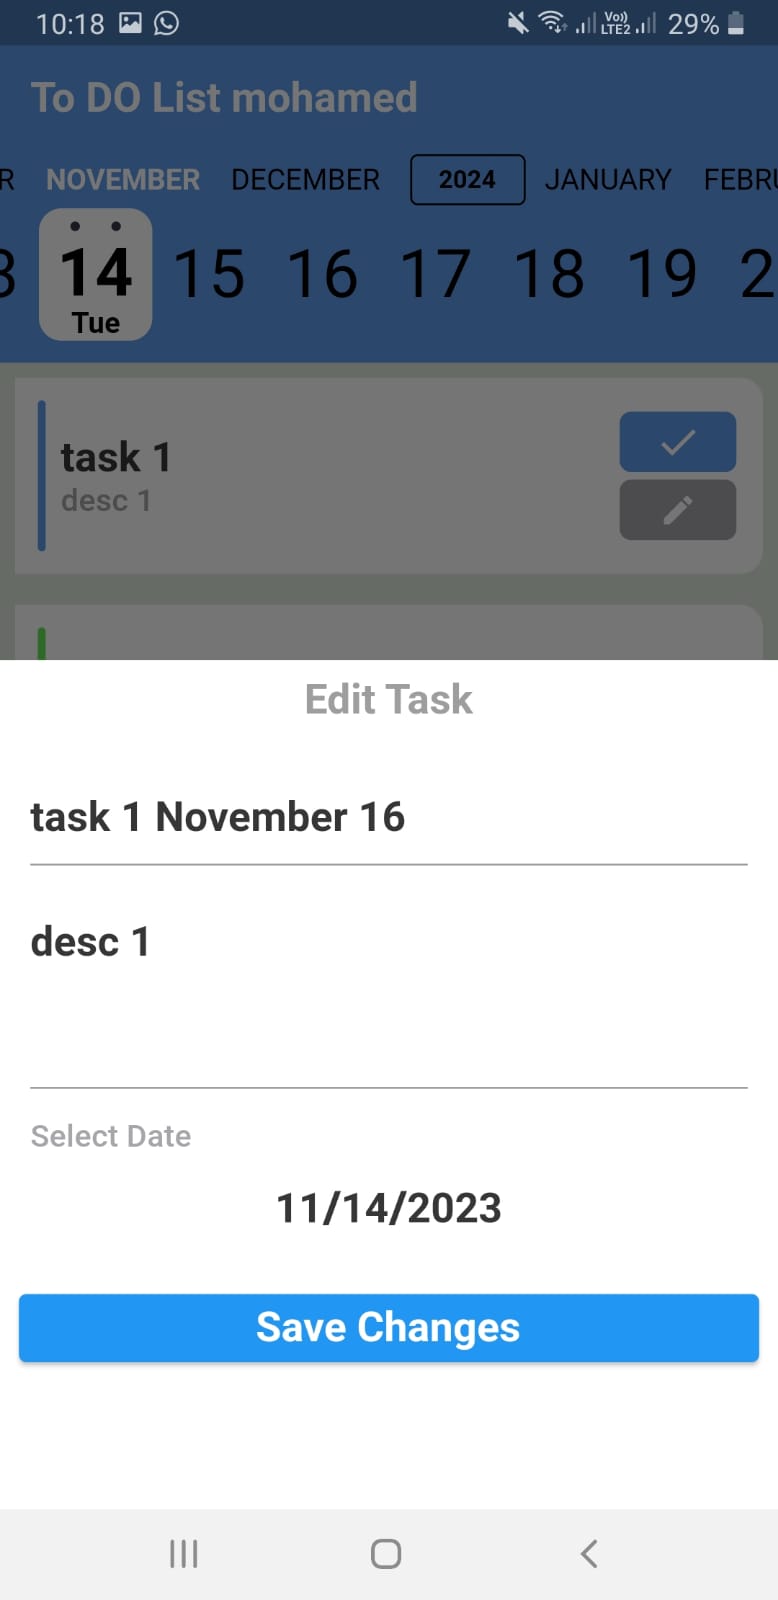 10:18 Vo)) LTE2 29%
To DO List mohamed
R NOVEMBER DECEMBER 2024 JANUARY FEBRU
3 14 15 16 17 18 19 2
Tue
task 1
desc 1
Edit Task
task 1 November 16
desc 1
Select Date
11/14/2023
Save Changes